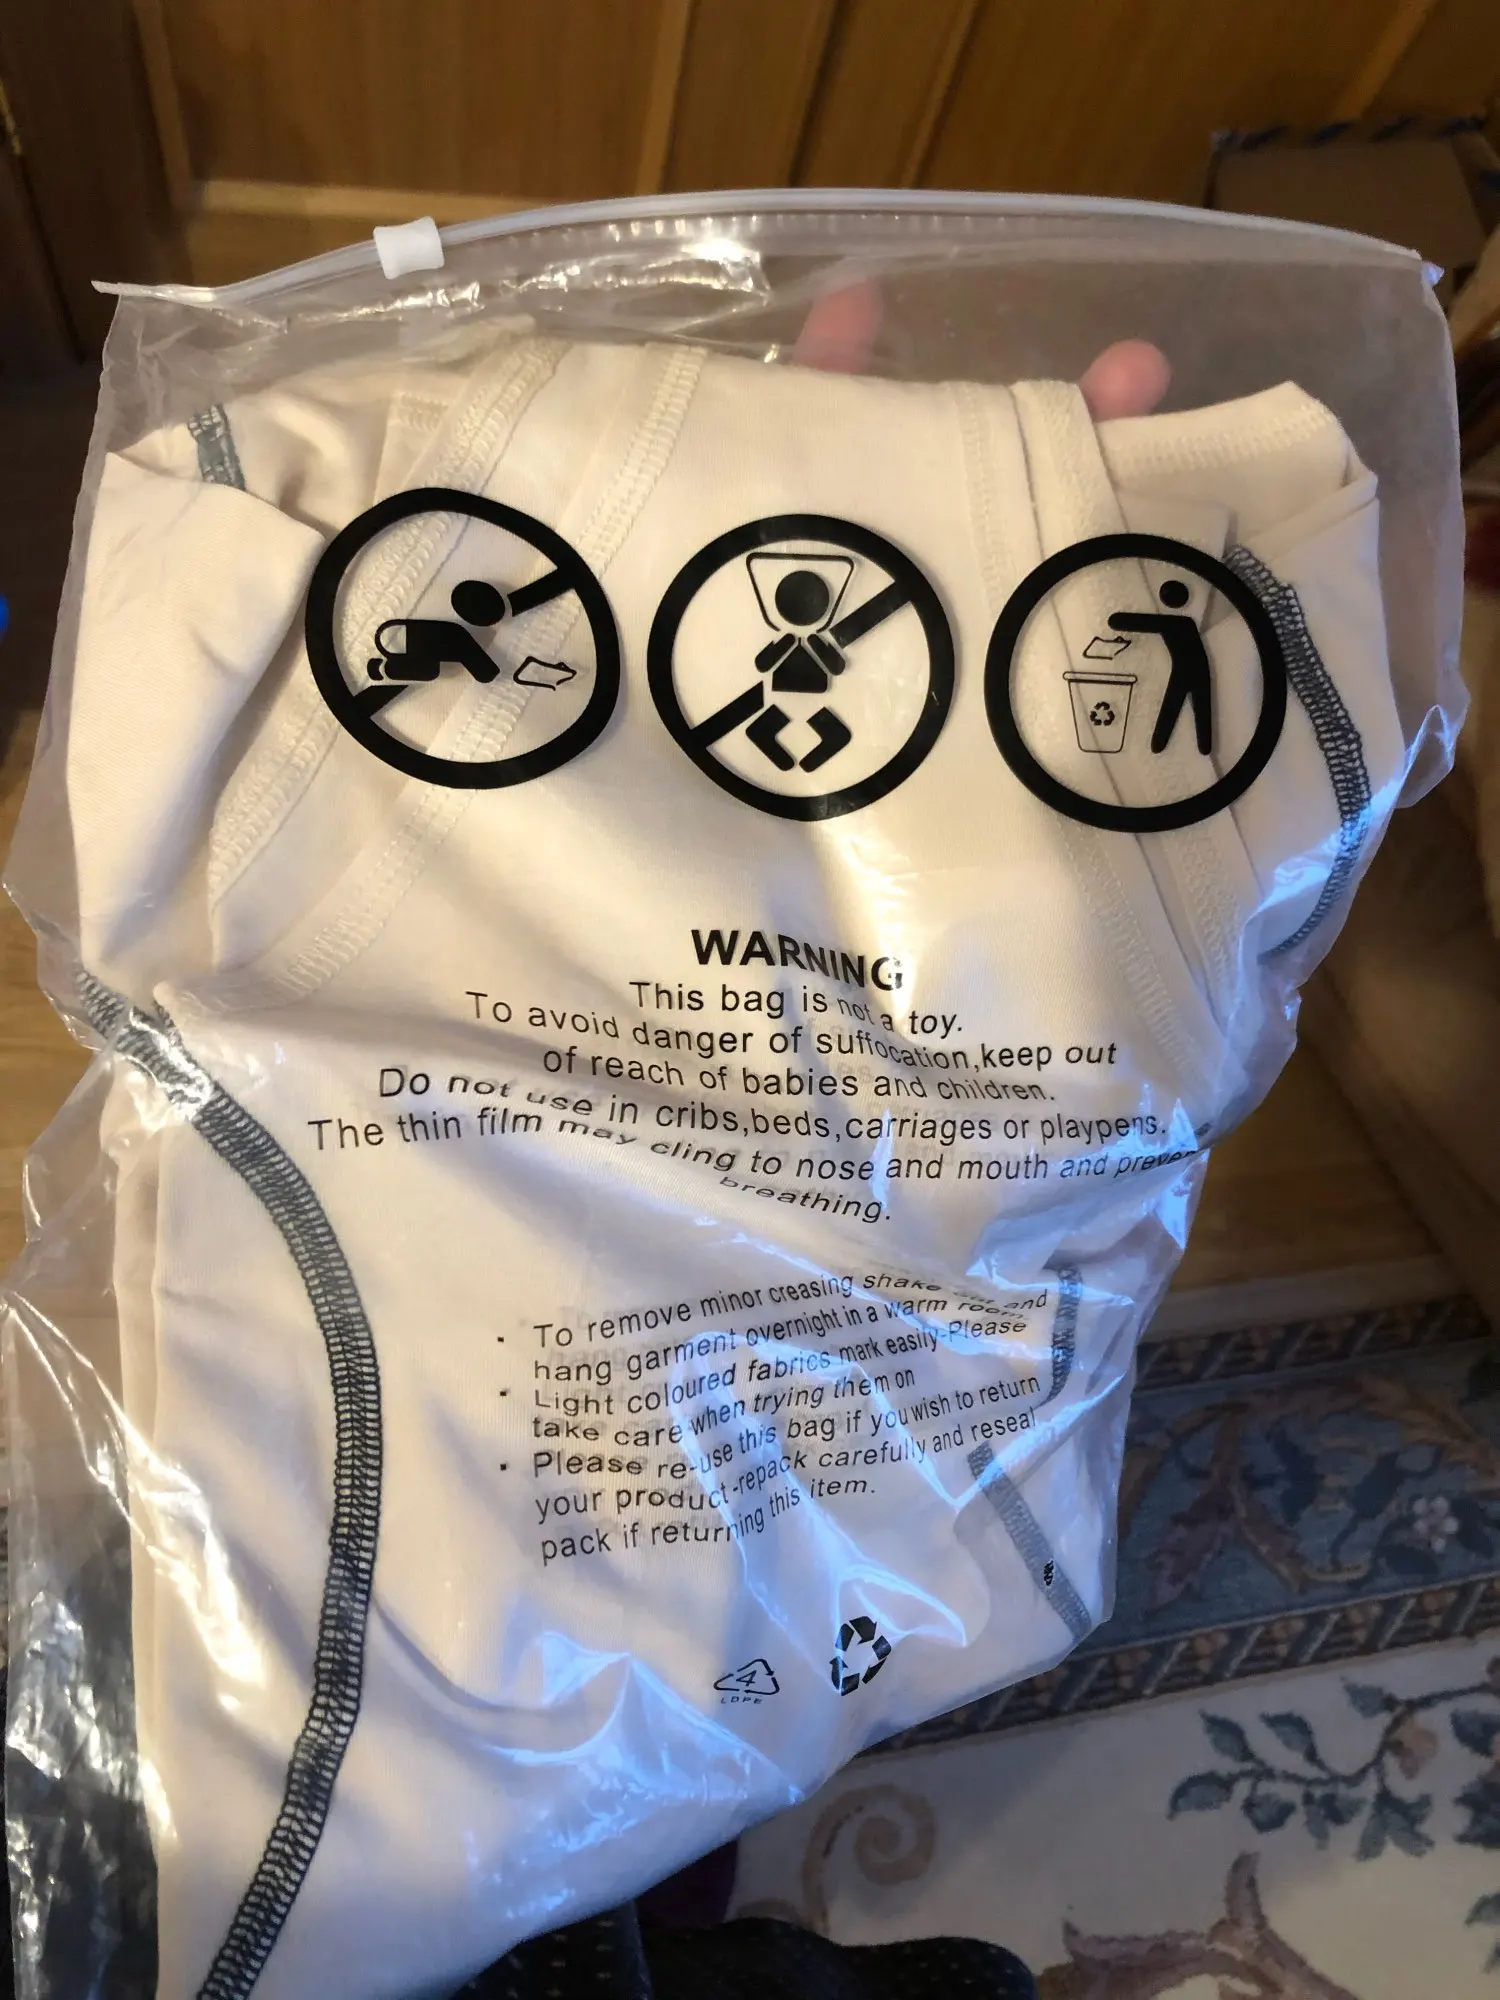 WARNING
This bag is not a toy.
To avoid danger of suffocation,keep out
of reach of babies and children.
Do not use in cribs,beds,carriages or playpens.
The thin film may cling to nose and mouth and preven
breathing.
· To remove minor creasing shake out and
hang garment overnight in a warm room.
· Light coloured fabrics mark easily-Please
take care when trying them on
· Please re-use this bag if you wish to return
your product-repack carefully and reseal
pack if returning this item.
4
LDPE